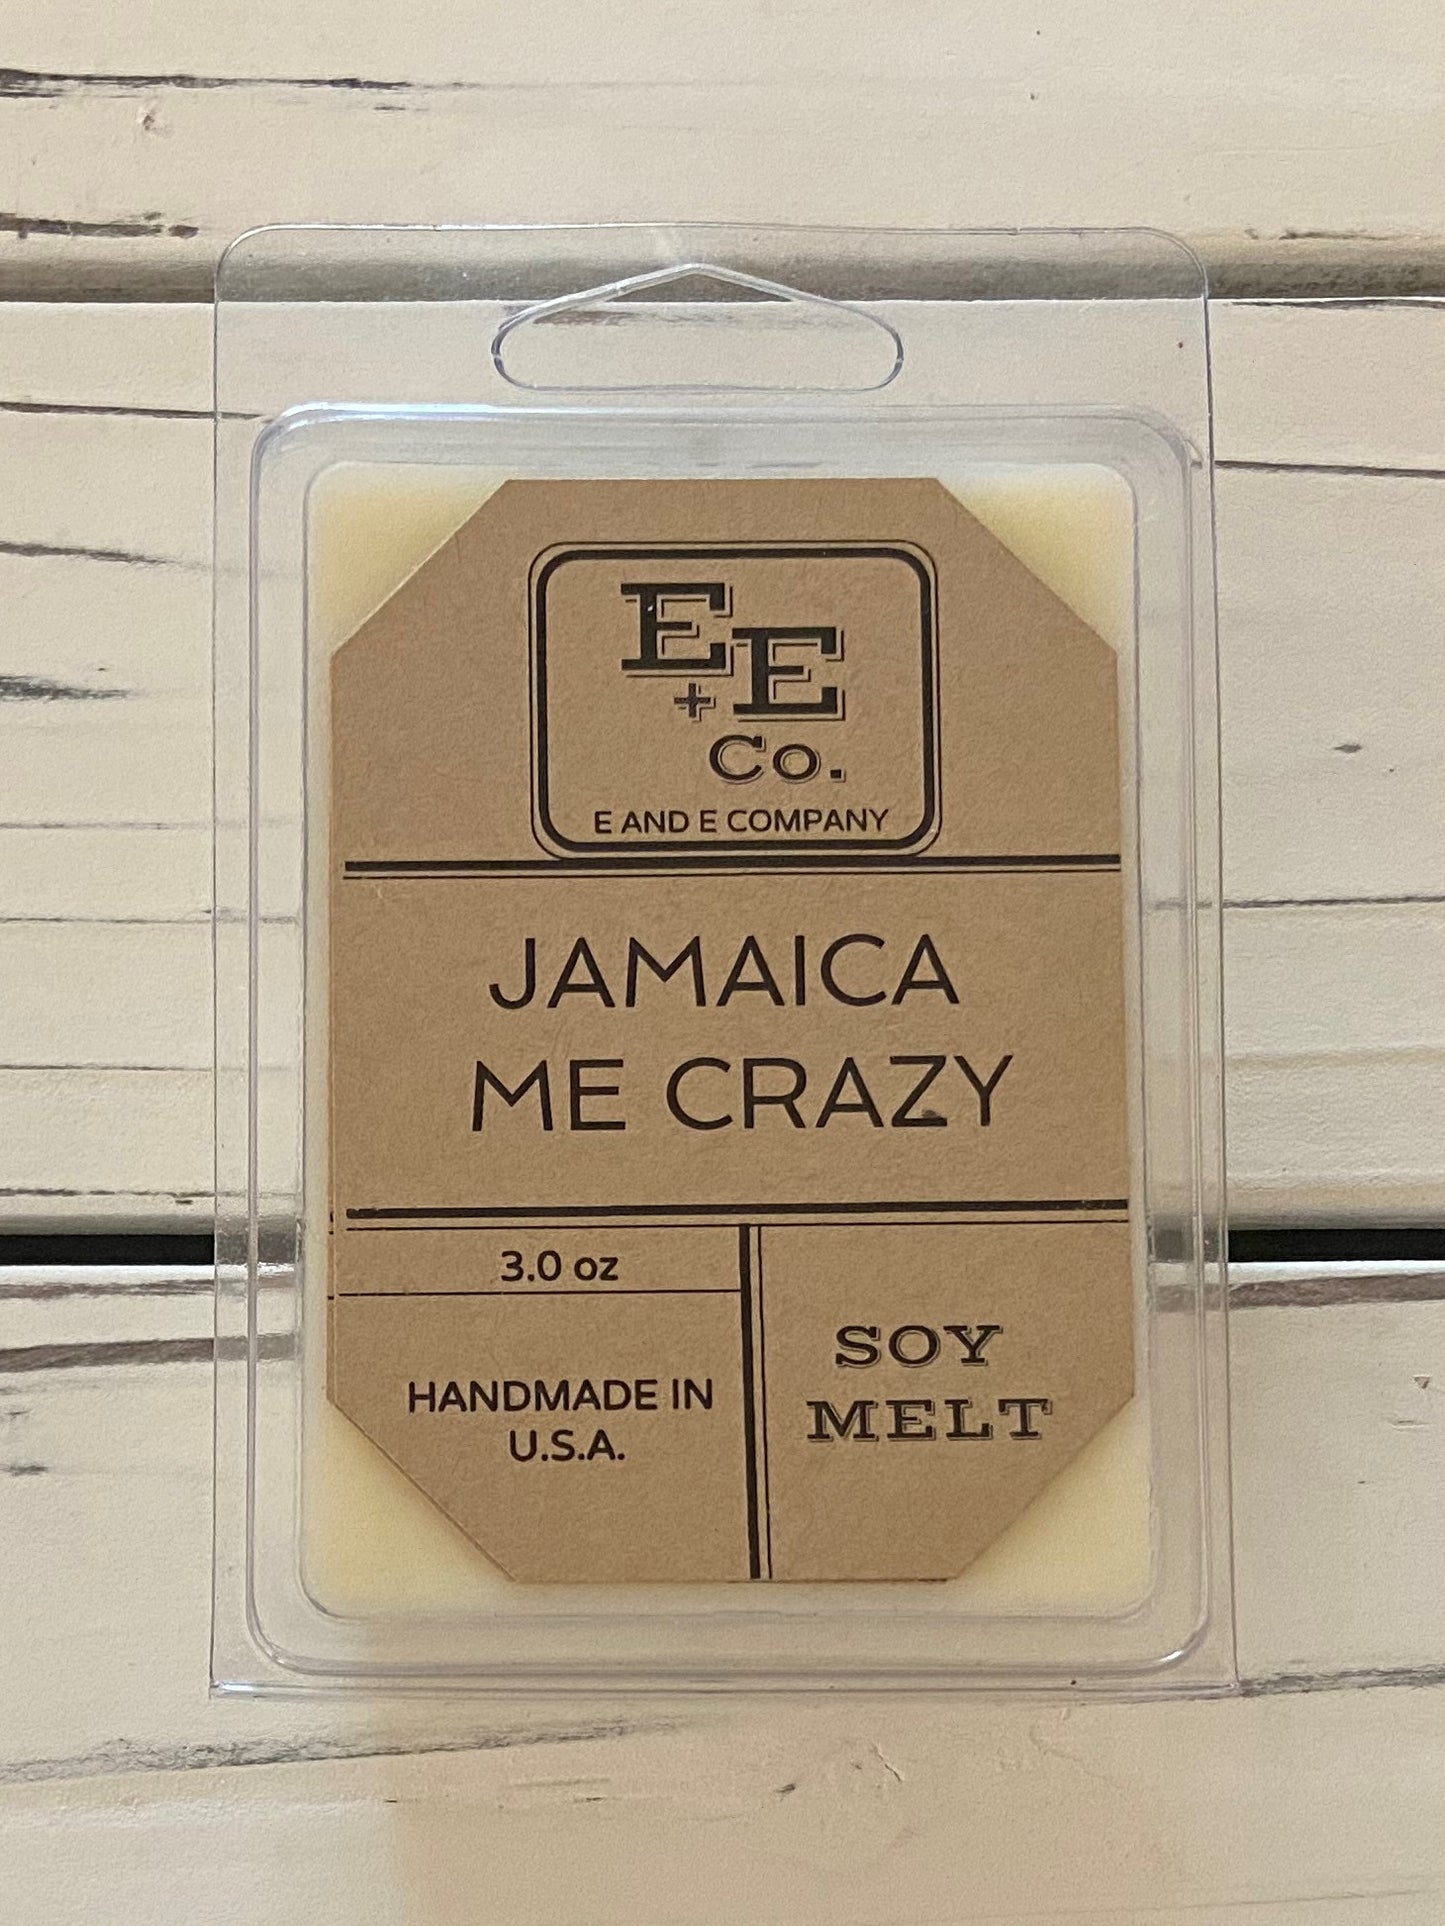 E
+E
Co.
E AND E COMPANY
JAMAICA
ME CRAZY
3.0 oz
HANDMADE IN
U.S.A.
SOY
MELT